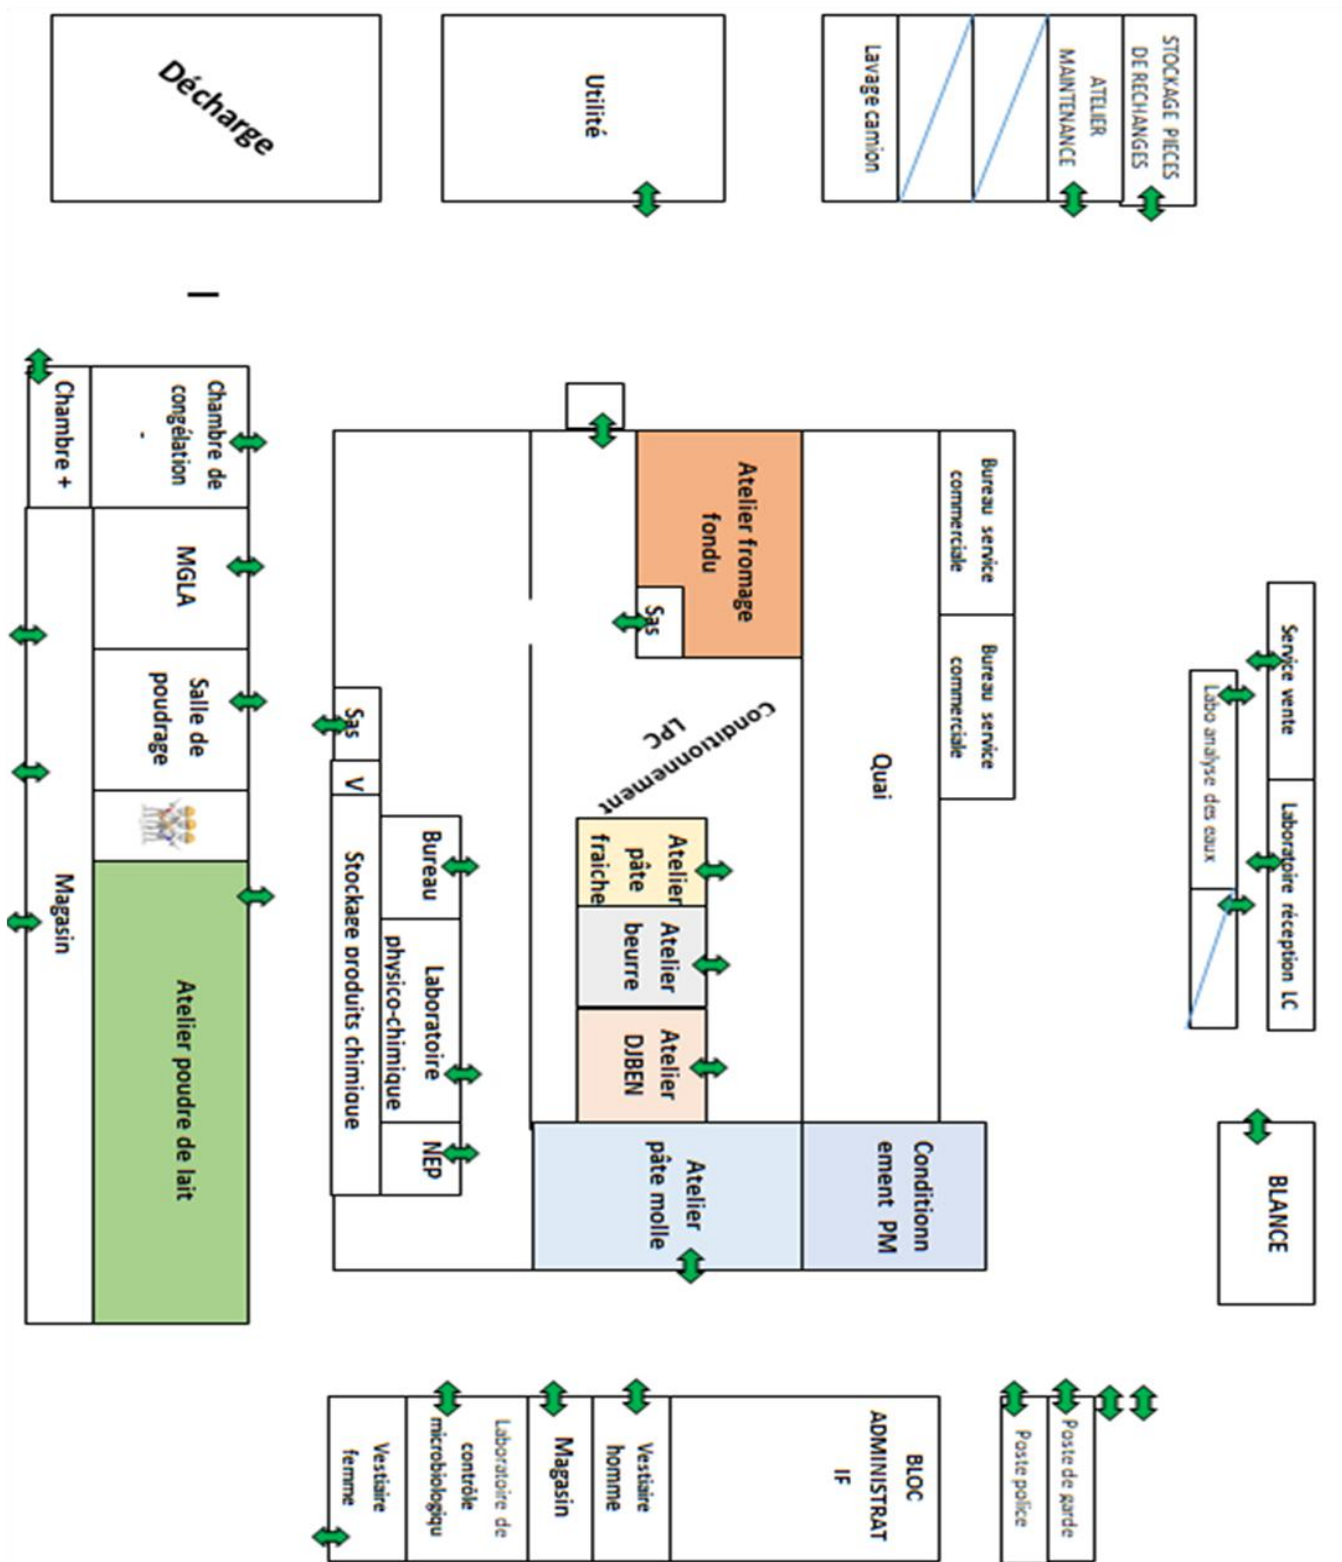 Décharge
Utilité
Lavage camion
ATELIER
MAINTENANCE
STOCKAGE PIECES
DE RECHANGES
I
Chambre +
Chambre de
congélation
-
MGLA
Salle de
poudrage
Magasin
Atelier poudre de lait
Atelier fromage
fondu
Sas
Bureau service
commerciale
Bureau service
commerciale
Quai
Conditionnement
LPC
Sas
V
Stockage produits chimique
Bureau
Laboratoire
physico-chimique
NEP
Atelier
pâte
fraiche
Atelier
beurre
Atelier
DJBEN
Atelier
pâte molle
Conditionn
ement PM
Service vente
Laboratoire réception LC
Labo analyse des eaux
BLANCE
Vestiaire
femme
Laboratoire de
contrôle
microbiologiqu
Magasin
Vestiaire
homme
BLOC
ADMINISTRAT
IF
Poste police
Poste de garde